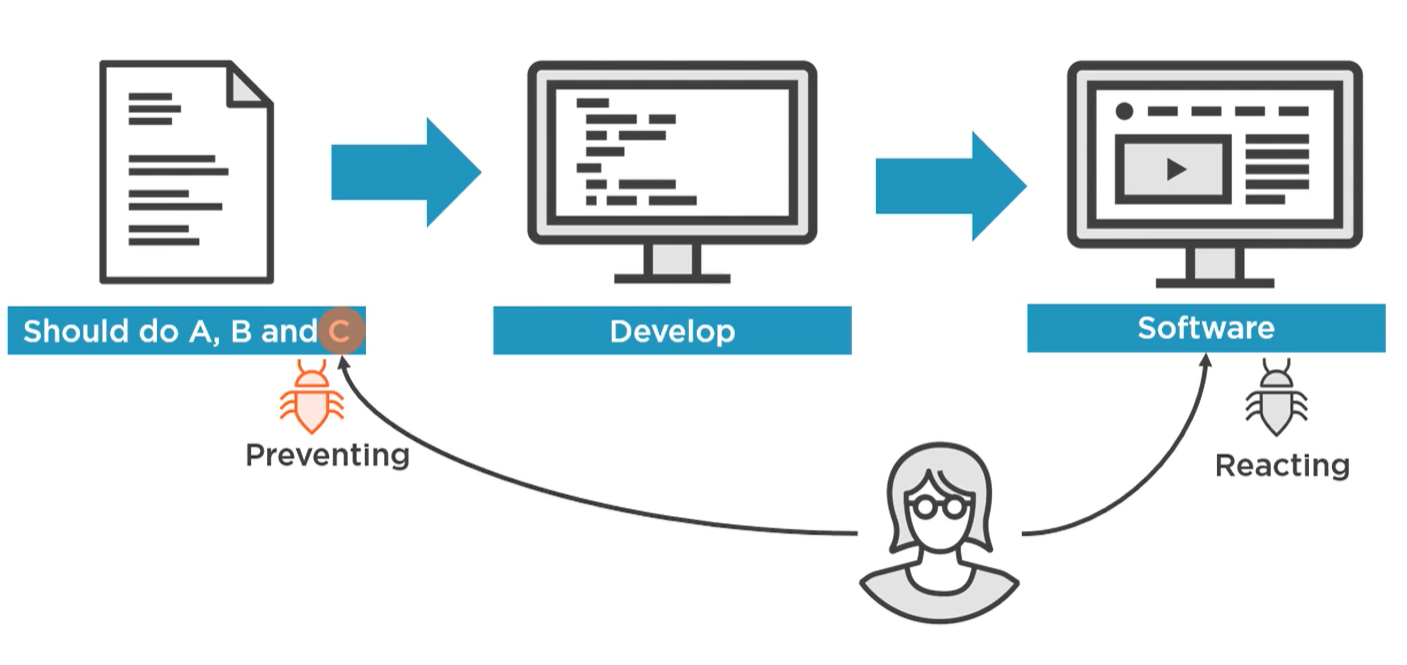 Should do A, B and C
Develop
Software
Preventing
Reacting